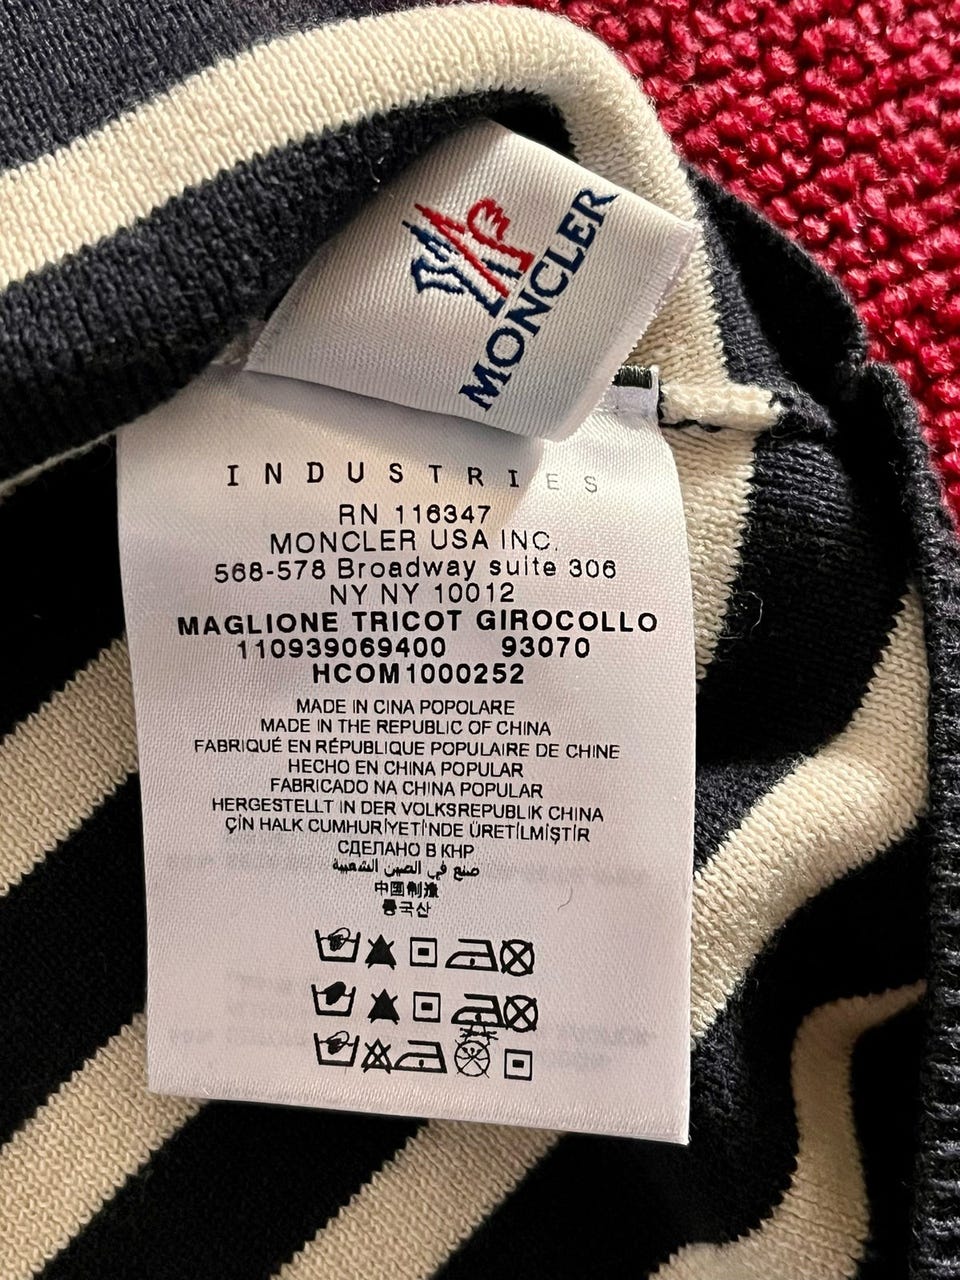 MONCLER
INDUSTRIES
RN 116347
MONCLER USA INC.
568-578 Broadway suite 306
NY NY 10012
MAGLIONE TRICOT GIROCOLLO
110939069400 93070
HCOM1000252
MADE IN CINA POPOLARE
MADE IN THE REPUBLIC OF CHINA
FABRIQUÉ EN RÉPUBLIQUE POPULAIRE DE CHINE
HECHO EN CHINA POPULAR
FABRICADO NA CHINA POPULAR
HERGESTELLT IN DER VOLKSREPUBLIK CHINA
ÇİN HALK CUMHURİYETİ'NDE ÜRETİLMİŞTİR
СДЕЛАНО В КНР
صنع في الصين الشعبية
中國制造
중국산